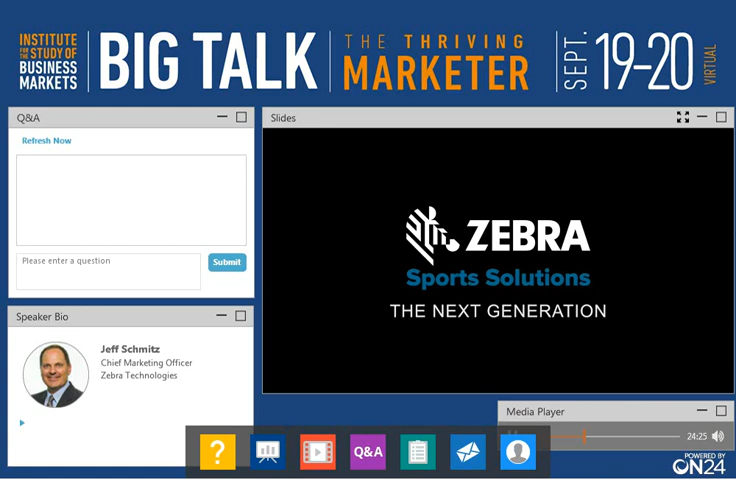 INSTITUTE
FOR THE STUDY OF
BUSINESS
MARKETS
BIG TALK
THE THRIVING
MARKETER
SEPT.
19-20
VIRTUAL
Q&A
Refresh Now
Please enter a question
Submit
Speaker Bio
Jeff Schmitz
Chief Marketing Officer
Zebra Technologies
Slides
ZEBRA
Sports Solutions
THE NEXT GENERATION
Media Player
24:25
?
Q&A
POWERED BY
ON24